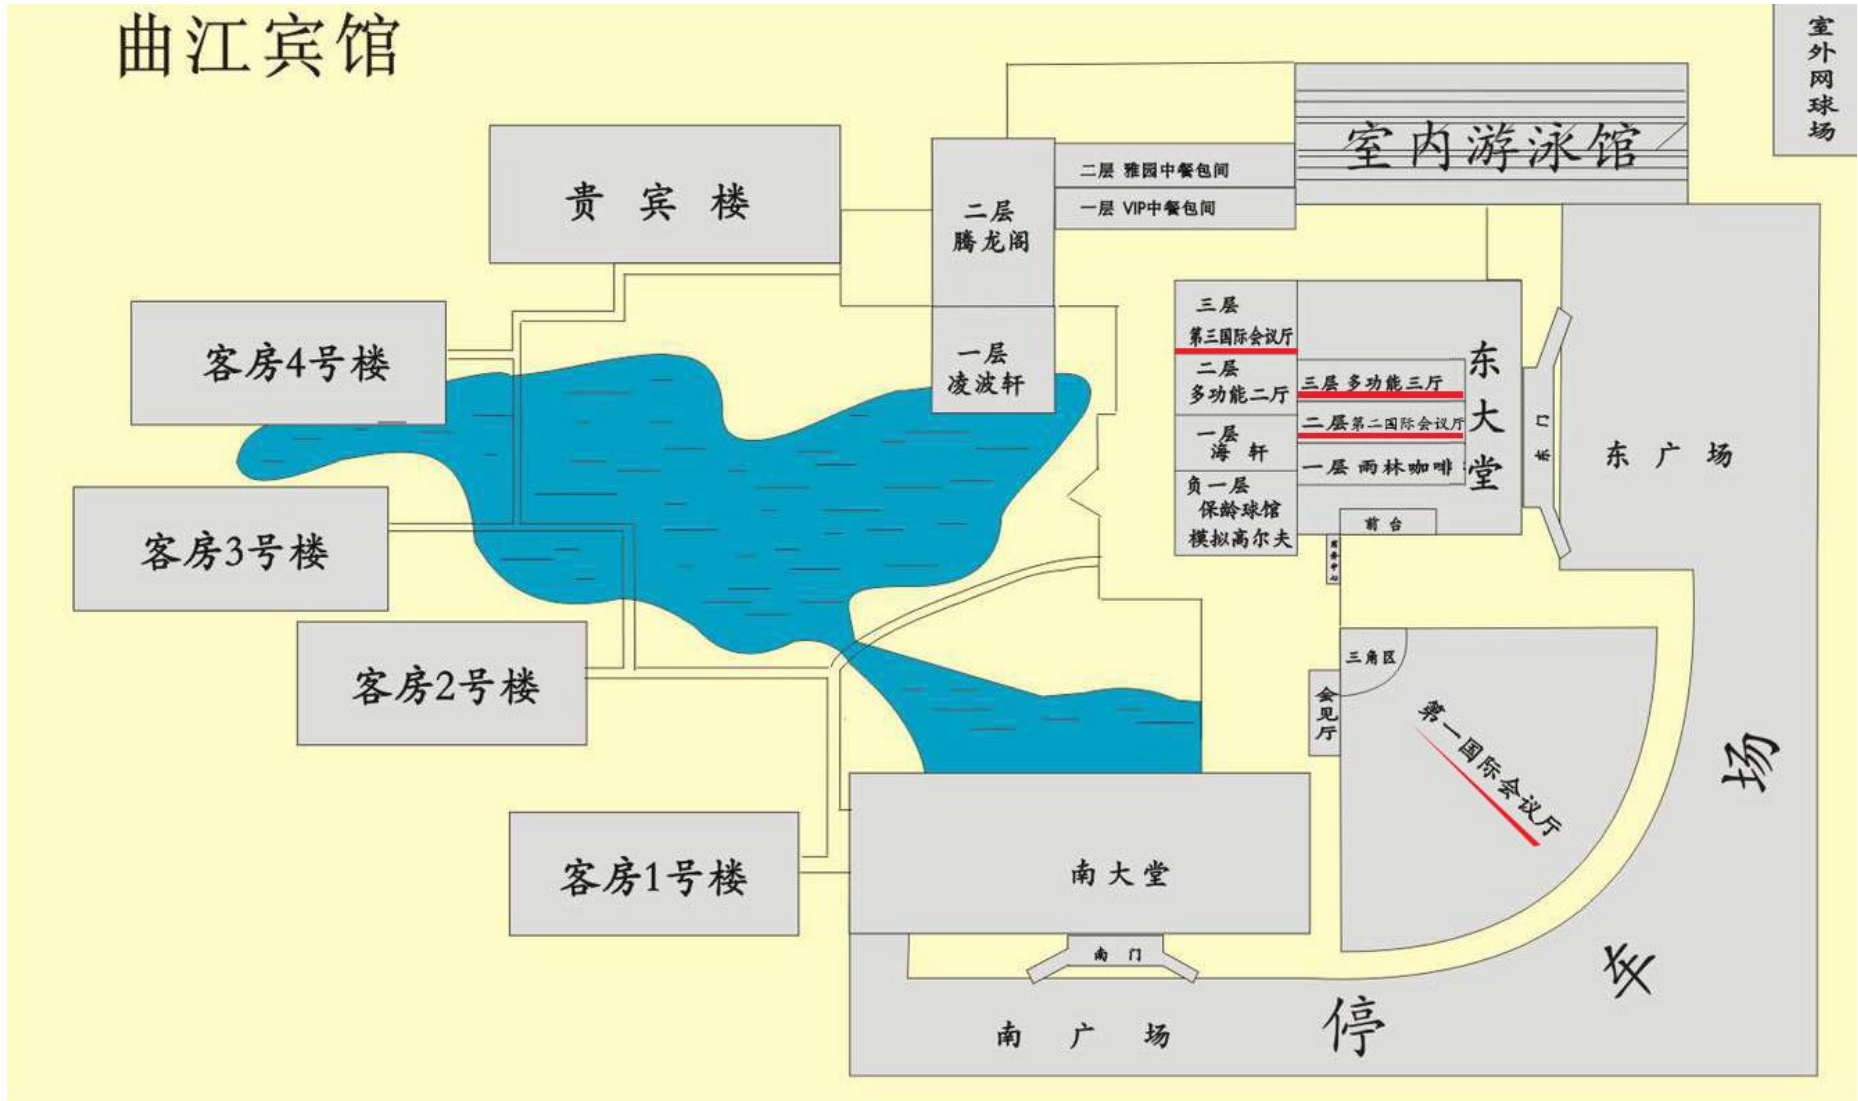 曲江宾馆
室外网球场
室内游泳馆
贵宾楼
二层
腾龙阁
二层 雅园中餐包间
一层 VIP中餐包间
一层
凌波轩
客房4号楼
客房3号楼
客房2号楼
客房1号楼
三层
第三国际会议厅
二层
多功能二厅
一层
海轩
负一层
保龄球馆
模拟高尔夫
三层 多功能三厅
二层第二国际会议厅
一层 雨林咖啡
东大堂
前台
商务中心
东门
东广场
三角区
会见厅
第一国际会议厅
南大堂
南门
南广场
停车场